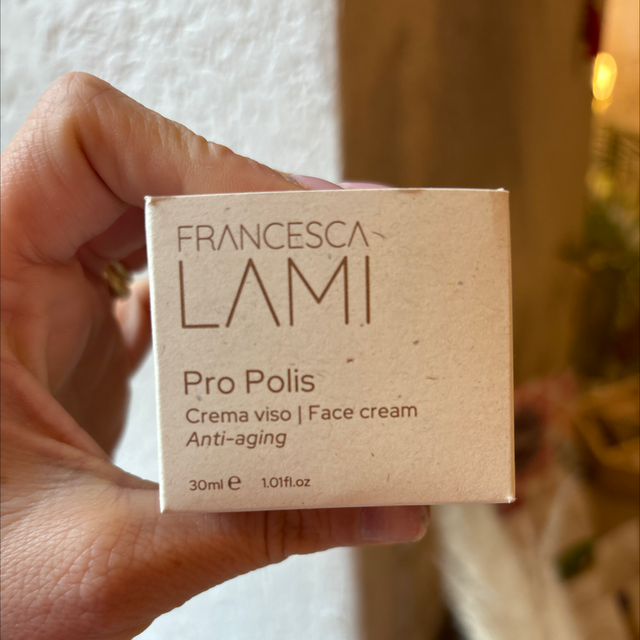 FRANCESCA
LAMI
Pro Polis
Crema viso | Face cream
Anti-aging
30ml ℮ 1.01fl.oz